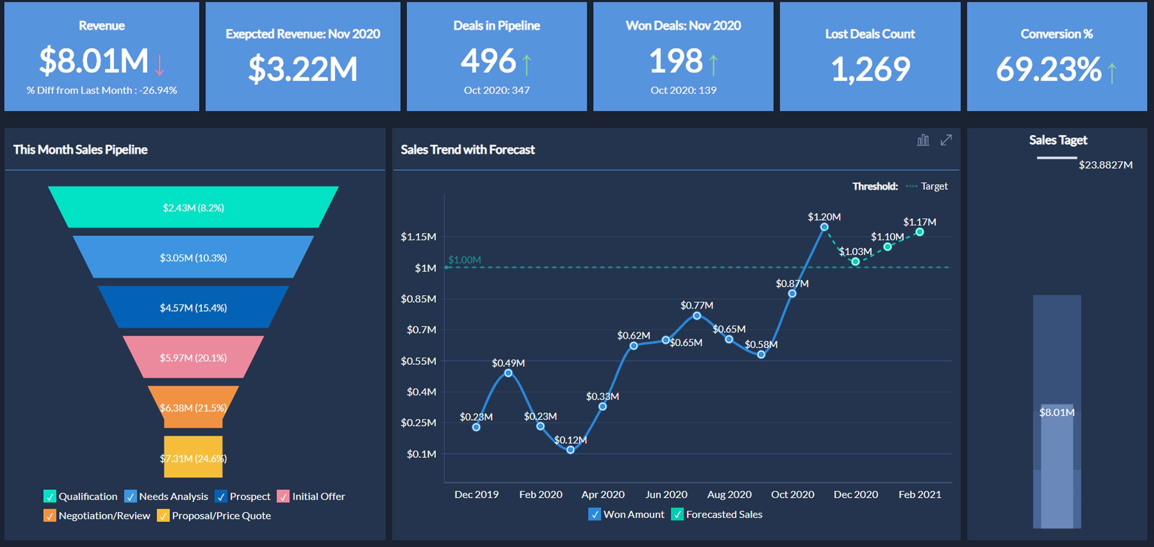 Revenue
$8.01M↓
% Diff from Last Month : -26.94%
Exepcted Revenue: Nov 2020
$3.22M
Deals in Pipeline
496↑
Oct 2020: 347
Won Deals: Nov 2020
198↑
Oct 2020: 139
Lost Deals Count
1,269
Conversion %
69.23%↑
This Month Sales Pipeline
$2.43M (8.2%)
$3.05M (10.3%)
$4.57M (15.4%)
$5.97M (20.1%)
$6.38M (21.5%)
$7.31M (24.6%)
Qualification Needs Analysis Prospect Initial Offer
Negotiation/Review Proposal/Price Quote
Sales Trend with Forecast
Threshold: Target
$1.15M
$1M
$0.85M
$0.7M
$0.55M
$0.4M
$0.25M
$0.1M
$1.00M
$0.23M
$0.49M
$0.23M
$0.12M
$0.33M
$0.62M
$0.65M
$0.77M
$0.65M
$0.58M
$0.87M
$1.20M
$1.03M
$1.10M
$1.17M
Dec 2019 Feb 2020 Apr 2020 Jun 2020 Aug 2020 Oct 2020 Dec 2020 Feb 2021
Won Amount Forecasted Sales
Sales Taget
$23.8827M
$8.01M